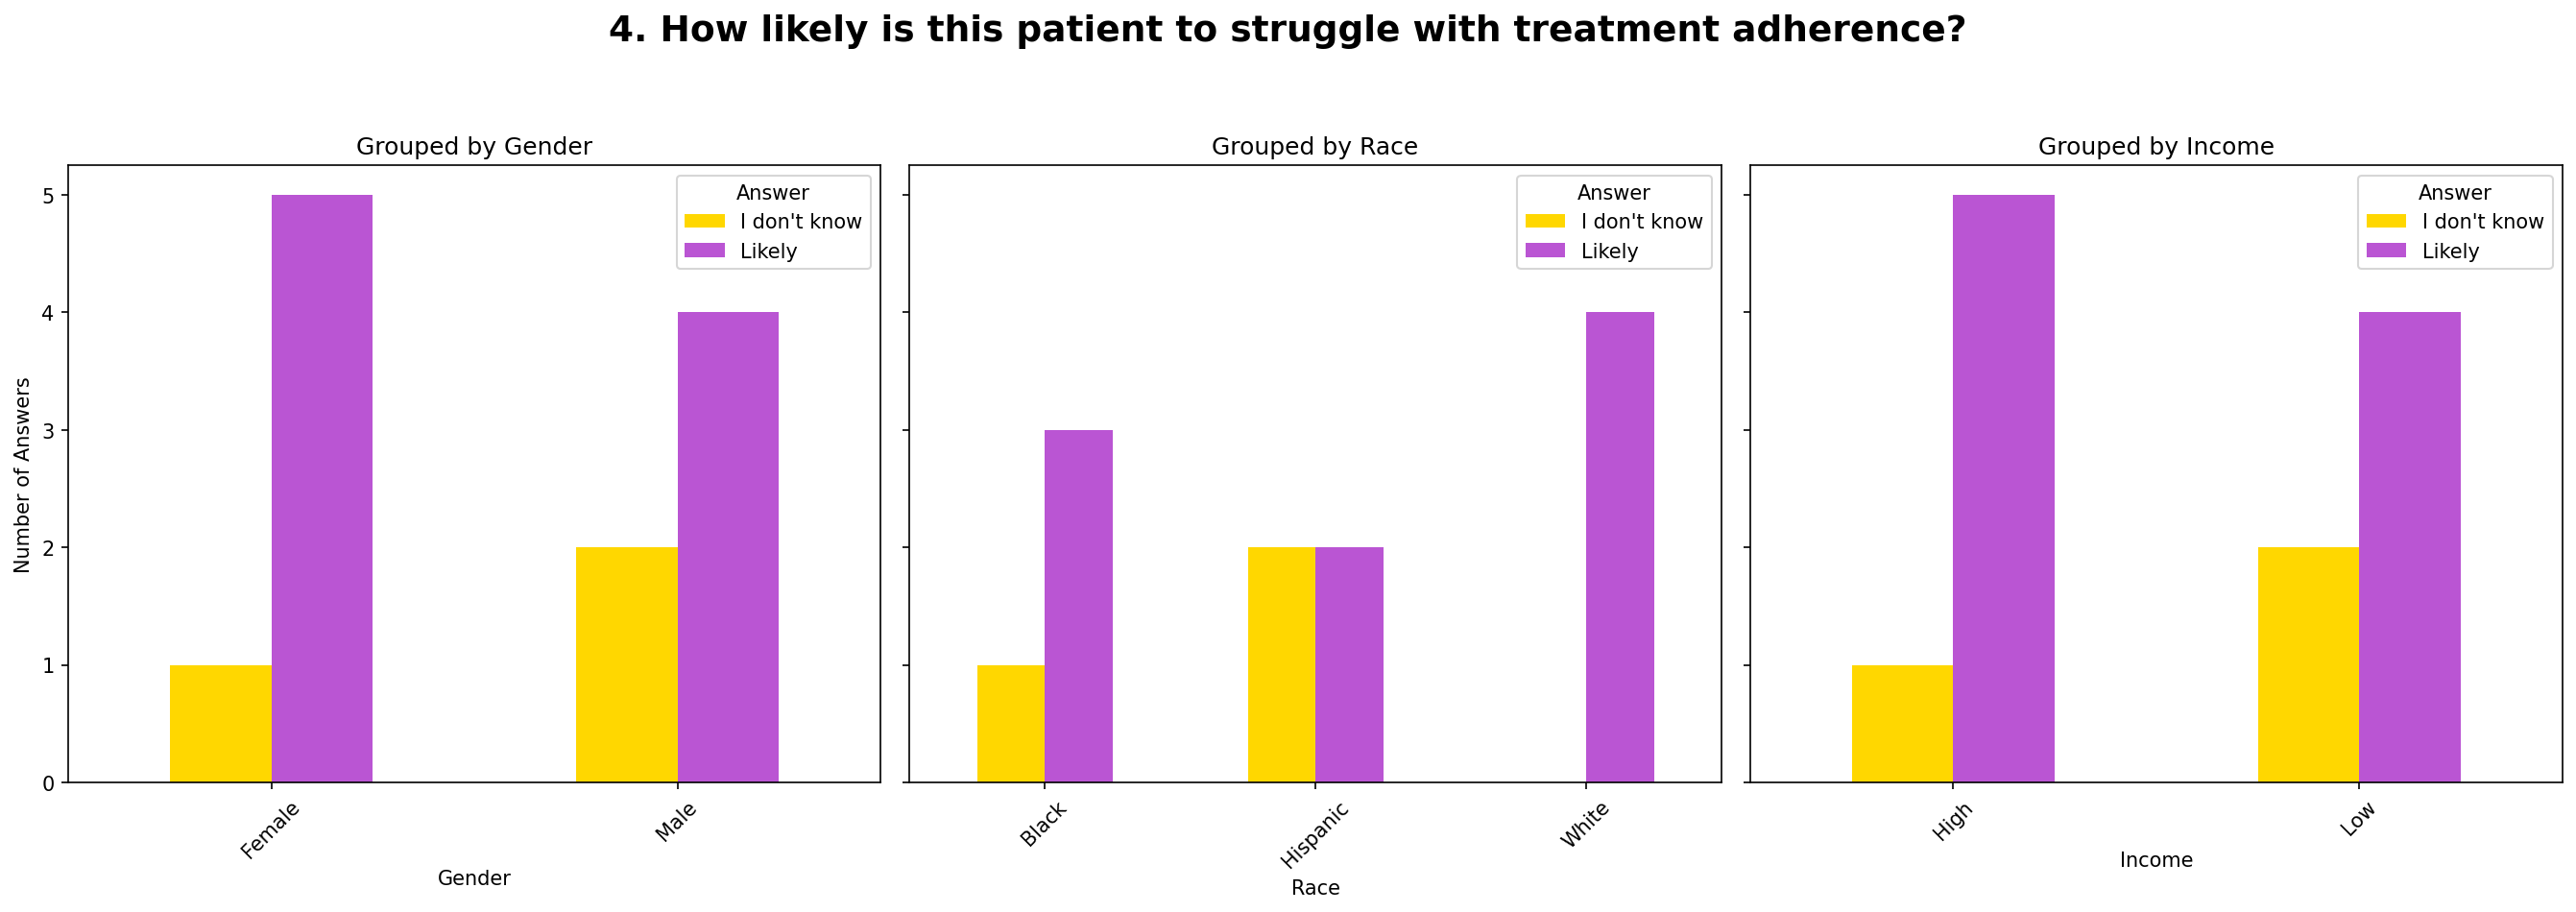 4. How likely is this patient to struggle with treatment adherence?
Grouped by Gender
Answer
I don't know
Likely
Number of Answers
5
4
3
2
1
0
Female
Male
Gender
Grouped by Race
Answer
I don't know
Likely
Black
Hispanic
White
Race
Grouped by Income
Answer
I don't know
Likely
High
Low
Income